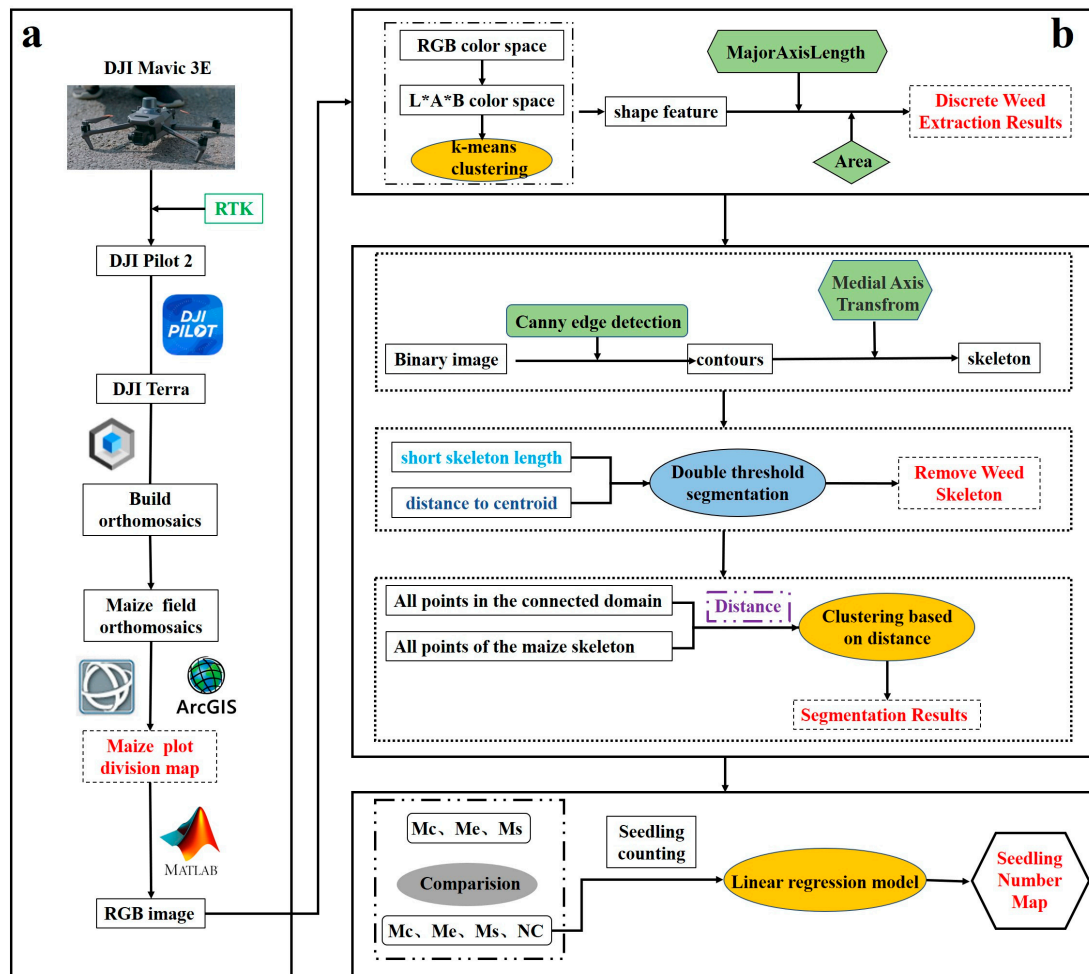 a
DJI Mavic 3E
RTK
DJI Pilot 2
DJI
PILOT
DJI Terra
Build
orthomosaics
Maize field
orthomosaics
ArcGIS
Maize plot
division map
MATLAB
RGB image
b
RGB color space
L*A*B color space
k-means
clustering
shape feature
MajorAxisLength
Area
Discrete Weed
Extraction Results
Medial Axis
Transfrom
Canny edge detection
Binary image
contours
skeleton
short skeleton length
distance to centroid
Double threshold
segmentation
Remove Weed
Skeleton
All points in the connected domain
All points of the maize skeleton
Distance
Clustering based
on distance
Segmentation Results
Mc、Me、Ms
Comparision
Mc、Me、Ms、NC
Seedling
counting
Linear regression model
Seedling
Number
Map